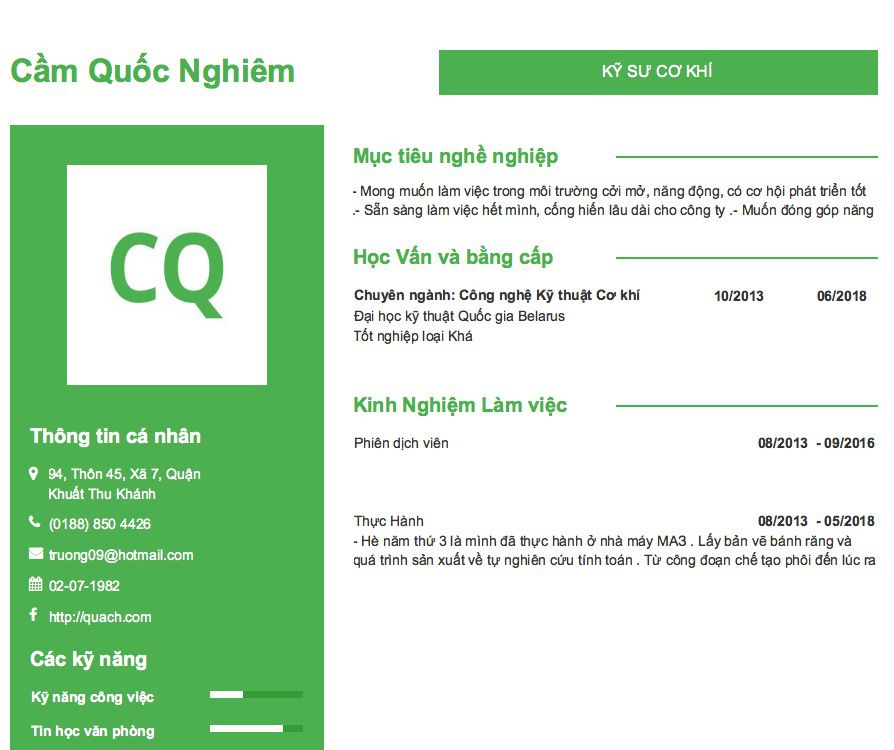 Cầm Quốc Nghiêm
KỸ SƯ CƠ KHÍ
CQ
Thông tin cá nhân
94, Thôn 45, Xã 7, Quận
Khuất Thu Khánh
(0188) 850 4426
truong09@hotmail.com
02-07-1982
http://quach.com
Các kỹ năng
Kỹ năng công việc
Tin học văn phòng
Mục tiêu nghề nghiệp
- Mong muốn làm việc trong môi trường cởi mở, năng động, có cơ hội phát triển tốt
.- Sẵn sàng làm việc hết mình, cống hiến lâu dài cho công ty .- Muốn đóng góp năng
Học Vấn và bằng cấp
Chuyên ngành: Công nghệ Kỹ thuật Cơ khí 10/2013 06/2018
Đại học kỹ thuật Quốc gia Belarus
Tốt nghiệp loại Khá
Kinh Nghiệm Làm việc
Phiên dịch viên 08/2013 - 09/2016
Thực Hành 08/2013 - 05/2018
- Hè năm thứ 3 là mình đã thực hành ở nhà máy MAЗ . Lấy bản vẽ bánh răng và
quá trình sản xuất về tự nghiên cứu tính toán . Từ công đoạn chế tạo phôi đến lúc ra